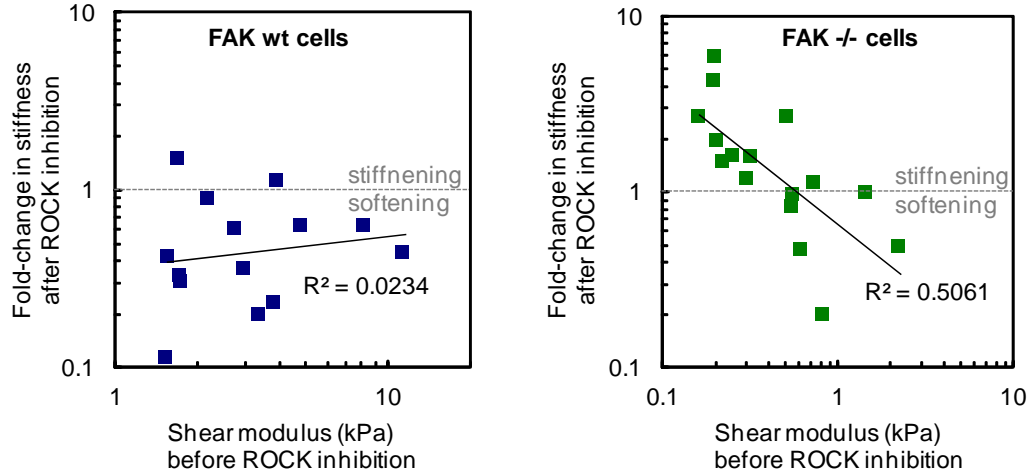 FAK wt cells
10
1
0.1
Fold-change in stiffness
after ROCK inhibition
stiffnening
softening
R² = 0.0234
1
10
Shear modulus (kPa)
before ROCK inhibition
FAK -/- cells
10
1
0.1
Fold-change in stiffness
after ROCK inhibition
stiffnening
softening
R² = 0.5061
0.1
1
10
Shear modulus (kPa)
before ROCK inhibition